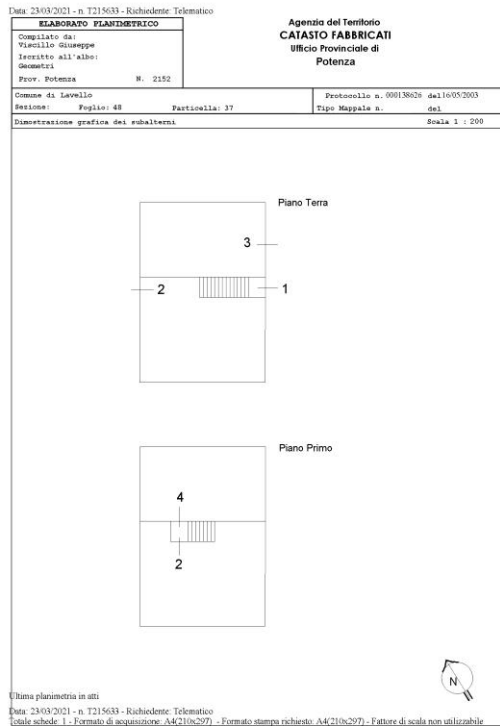 Data: 23/03/2021 - n. T215633 - Richiedente: Telematico
ELABORATO PLANIMETRICO
Compilato da:
Viscillo Giuseppe
Iscritto all'albo:
Geometri
Prov. Potenza N. 2152
Agenzia del Territorio
CATASTO FABBRICATI
Ufficio Provinciale di
Potenza
Comune di Lavello
Protocollo n. 000138626 del 16/05/2003
Sezione: Foglio: 48 Particella: 37
Tipo Mappale n. del
Dimostrazione grafica dei subalterni Scala 1 : 200
Piano Terra
3
2
1
Piano Primo
4
2
N
Ultima planimetria in atti
Data: 23/03/2021 - n. T215633 - Richiedente: Telematico
Totale schede: 1 - Formato di acquisizione: A4(210x297) - Formato stampa richiesto: A4(210x297) - Fattore di scala non utilizzabile